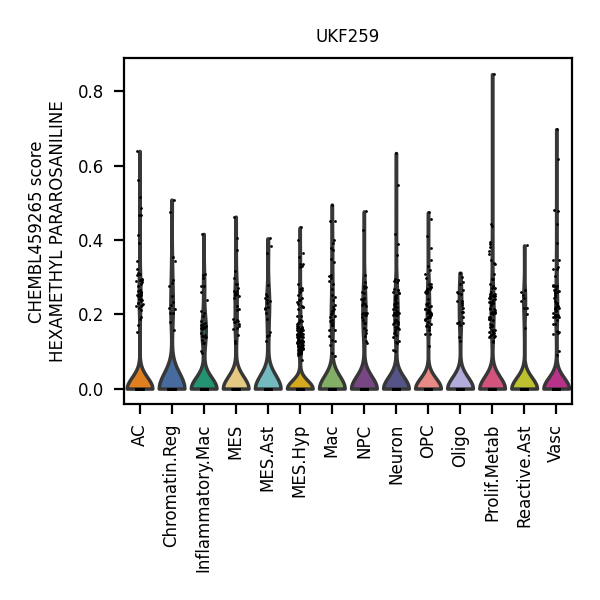 UKF259
CHEMBL459265 score
HEXAMETHYL PARAROSANILINE
0.8
0.6
0.4
0.2
0.0
AC
Chromatin.Reg
Inflammatory.Mac
MES
MES.Ast
MES.Hyp
Mac
NPC
Neuron
OPC
Oligo
Prolif.Metab
Reactive.Ast
Vasc